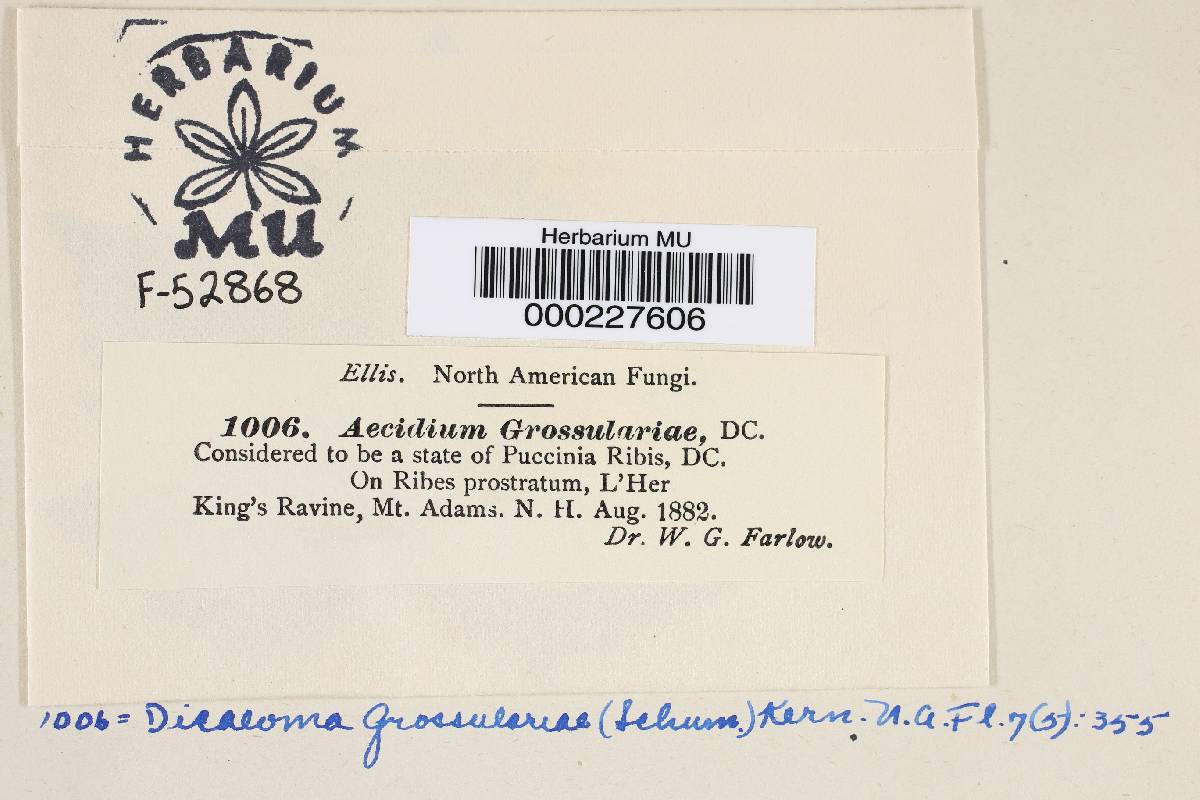 HERBARIUM
MU
F-52868
Herbarium MU
000227606
Ellis. North American Fungi.
1006. Aecidium Grossulariae, DC.
Considered to be a state of Puccinia Ribis, DC.
On Ribes prostratum, L'Her
King's Ravine, Mt. Adams. N. H. Aug. 1882.
Dr. W. G. Farlow.
1006 = Dicaeoma grossulariae (Schum.) Kern. N.A.Fl. 7(5): 355